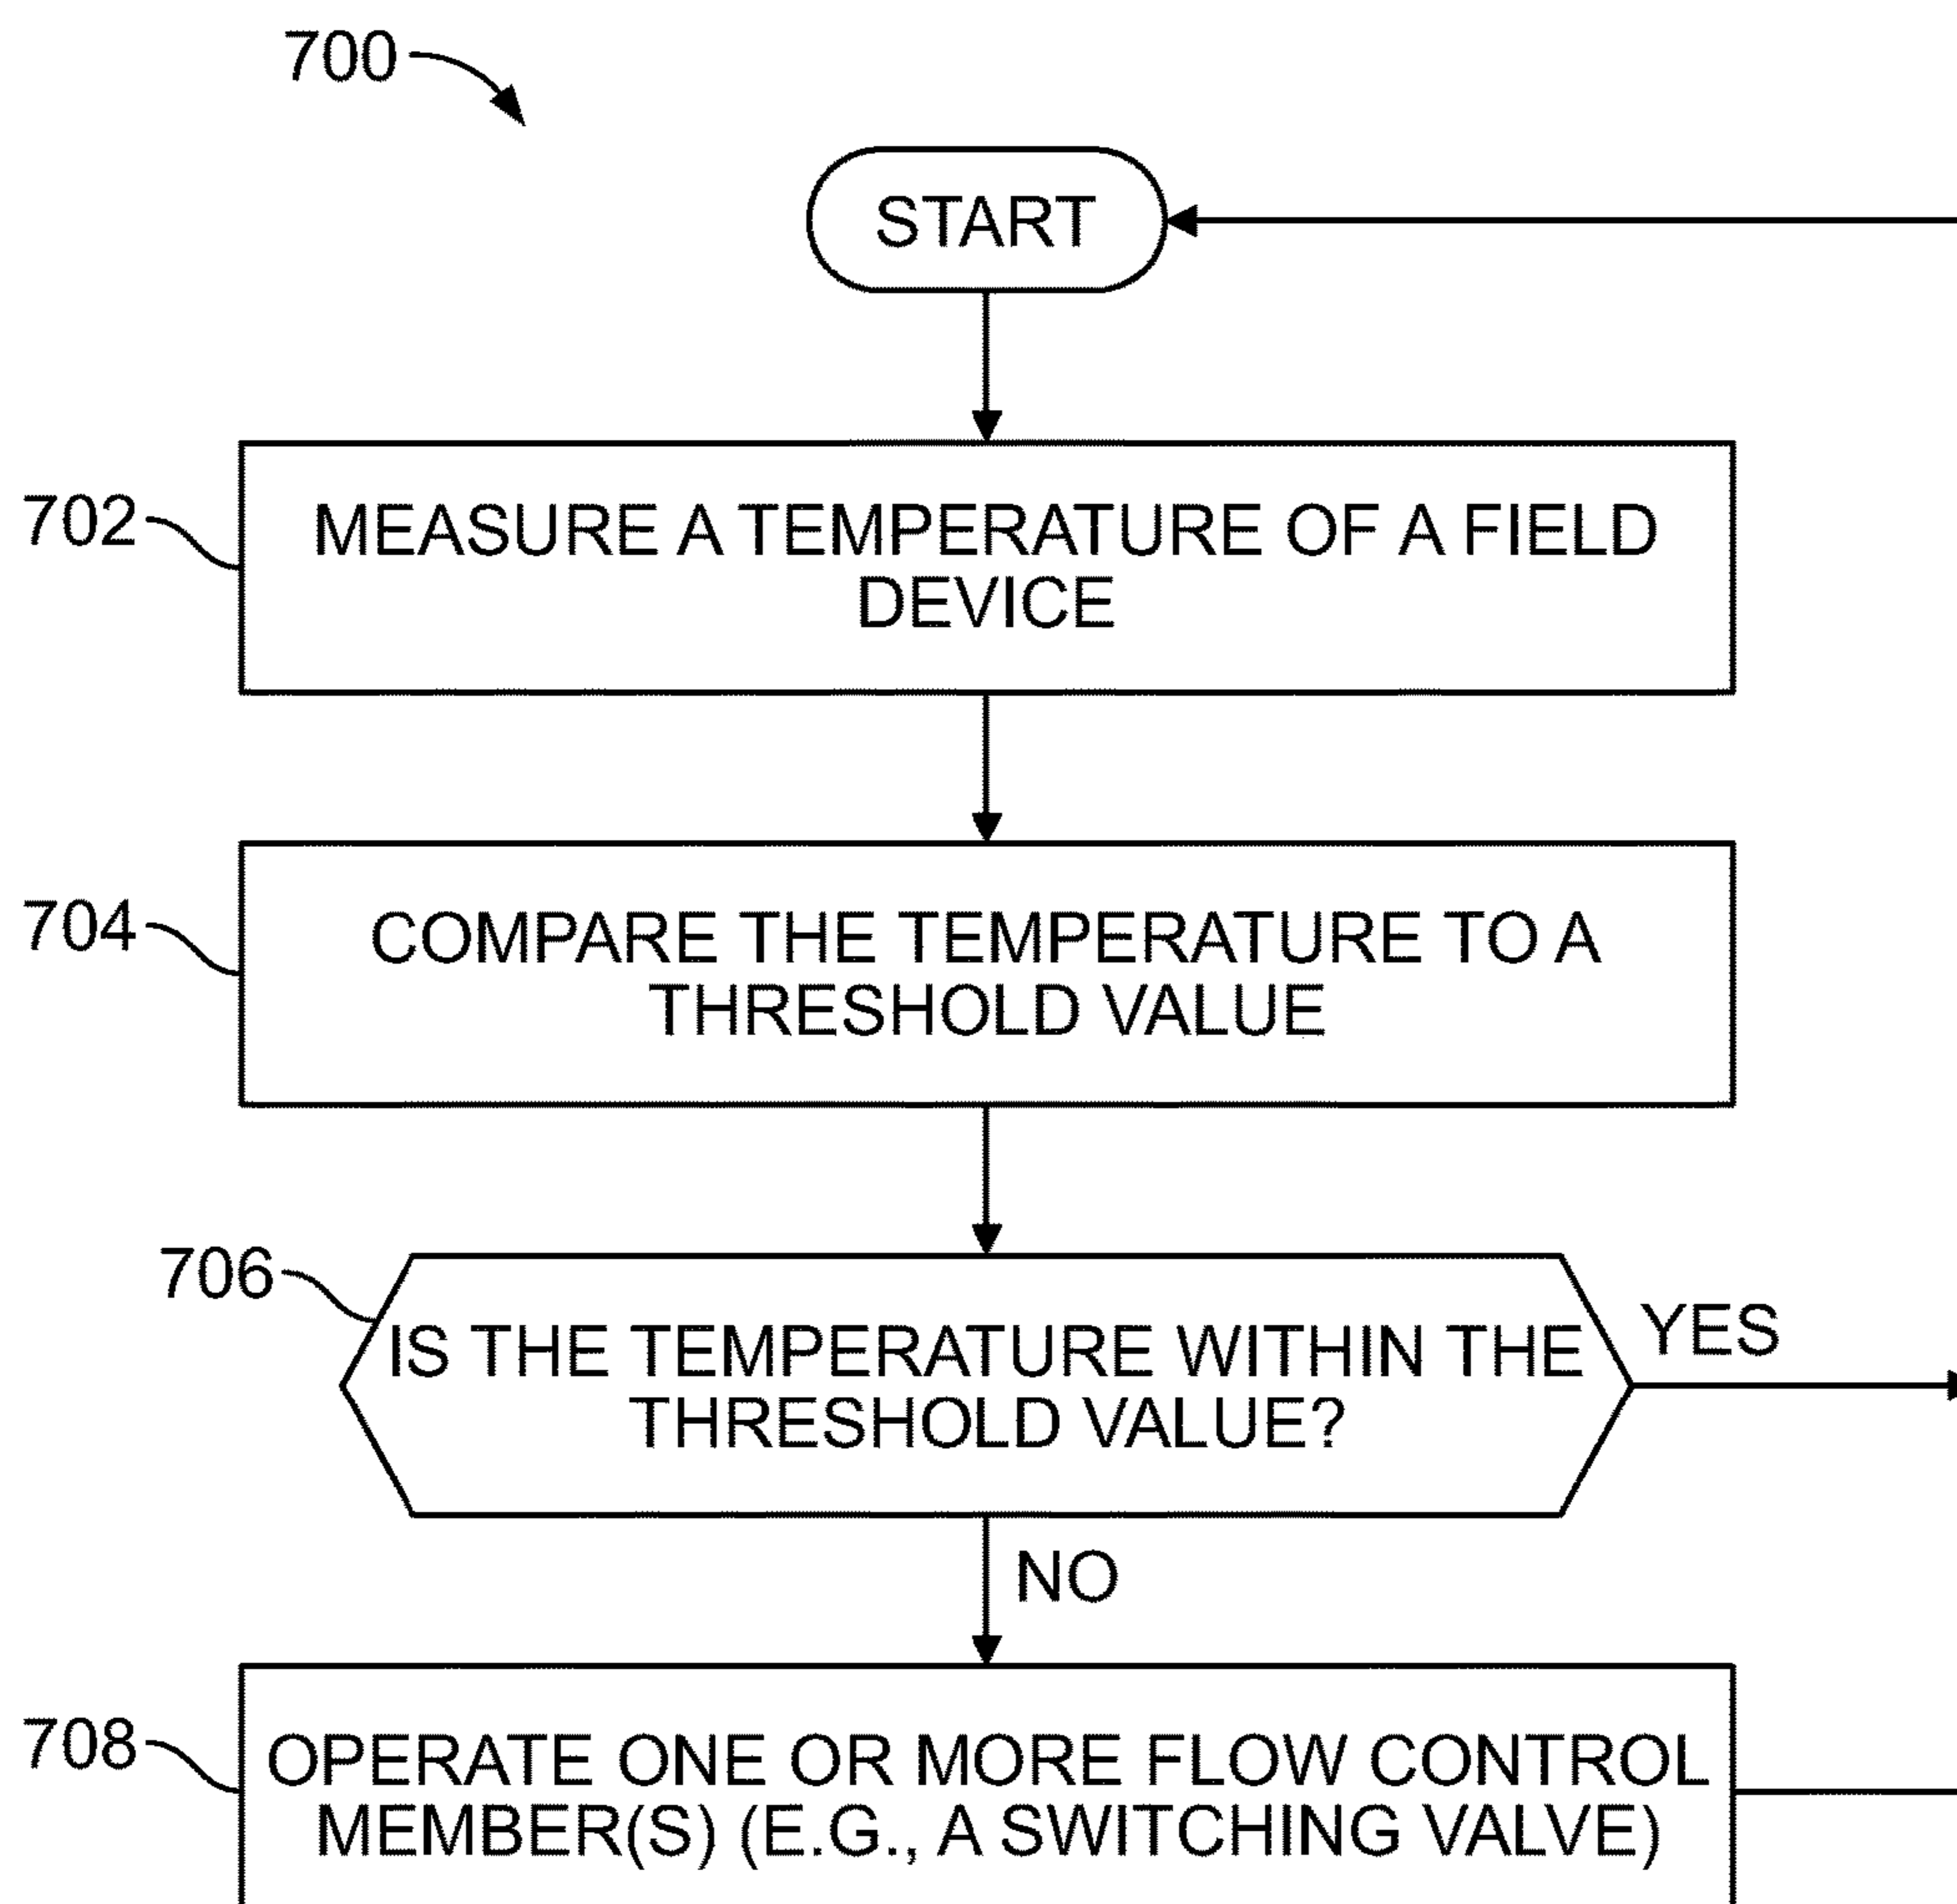 700
START
702
MEASURE A TEMPERATURE OF A FIELD
DEVICE
704
COMPARE THE TEMPERATURE TO A
THRESHOLD VALUE
706
IS THE TEMPERATURE WITHIN THE
THRESHOLD VALUE?
YES
NO
708
OPERATE ONE OR MORE FLOW CONTROL
MEMBER(S) (E.G., A SWITCHING VALVE)